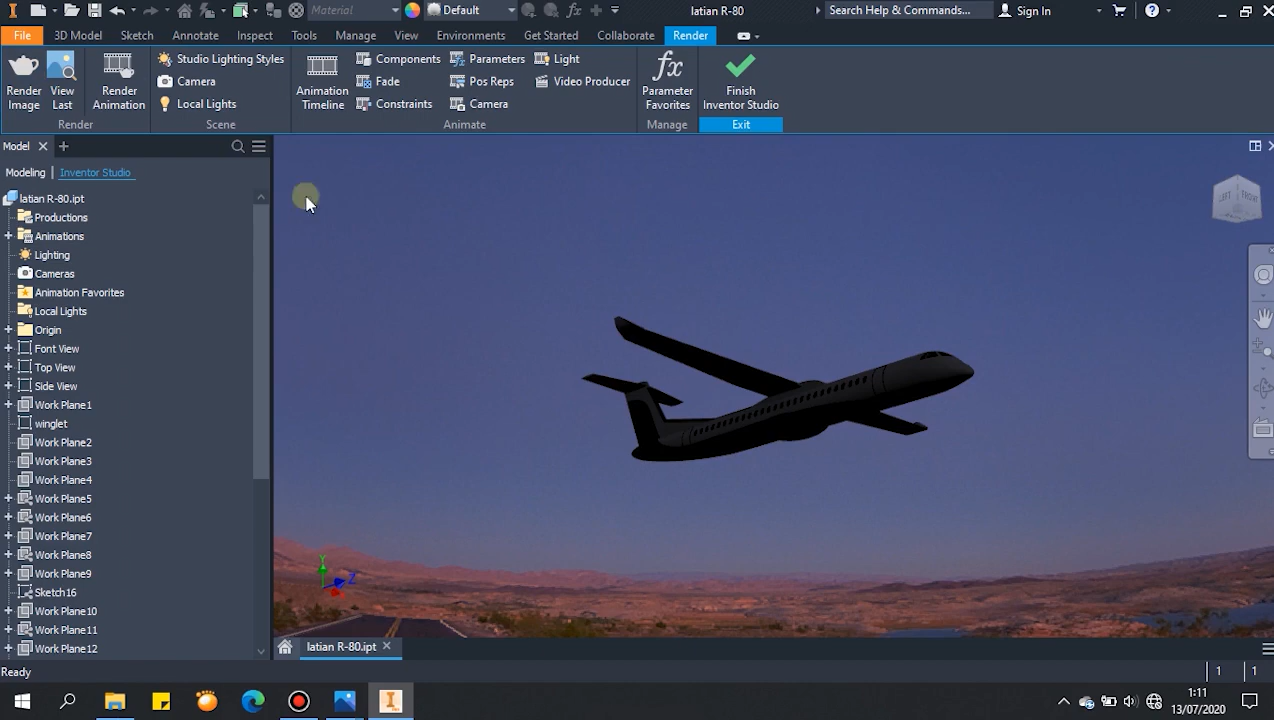 Material
Default
latian R-80
Search Help & Commands...
Sign In
File
3D Model
Sketch
Annotate
Inspect
Tools
Manage
View
Environments
Get Started
Collaborate
Render
Render Image
View Last
Render Animation
Render
Studio Lighting Styles
Camera
Local Lights
Scene
Animation Timeline
Components
Fade
Constraints
Parameters
Pos Reps
Camera
Light
Video Producer
Animate
Parameter Favorites
Manage
Finish Inventor Studio
Exit
Model
Modeling
Inventor Studio
latian R-80.ipt
Productions
Animations
Lighting
Cameras
Animation Favorites
Local Lights
Origin
Font View
Top View
Side View
Work Plane1
winglet
Work Plane2
Work Plane3
Work Plane4
Work Plane5
Work Plane6
Work Plane7
Work Plane8
Work Plane9
Sketch16
Work Plane10
Work Plane11
Work Plane12
LEFT
FRONT
Y
Z
latian R-80.ipt
Ready
1
1
1:11
13/07/2020